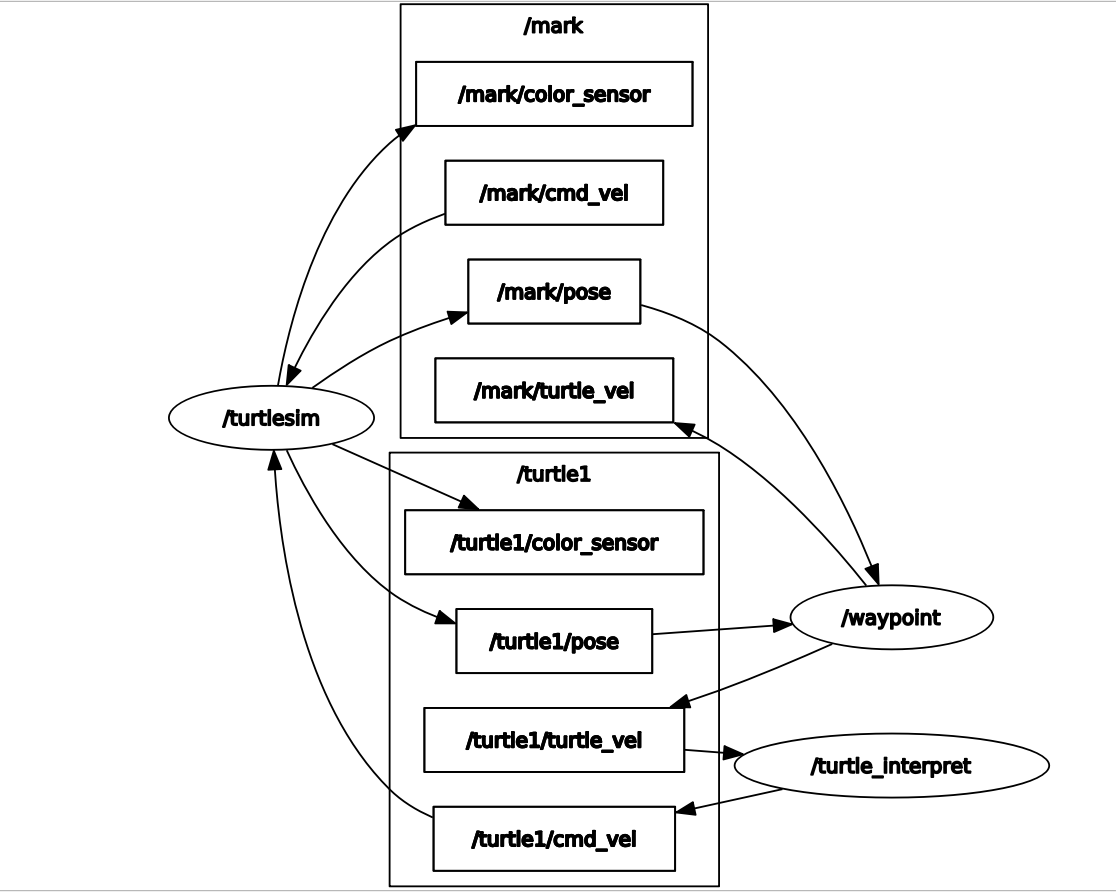 /mark
/mark/color_sensor
/mark/cmd_vel
/mark/pose
/mark/turtle_vel
/turtlesim
/turtle1
/turtle1/color_sensor
/turtle1/pose
/waypoint
/turtle1/turtle_vel
/turtle_interpret
/turtle1/cmd_vel